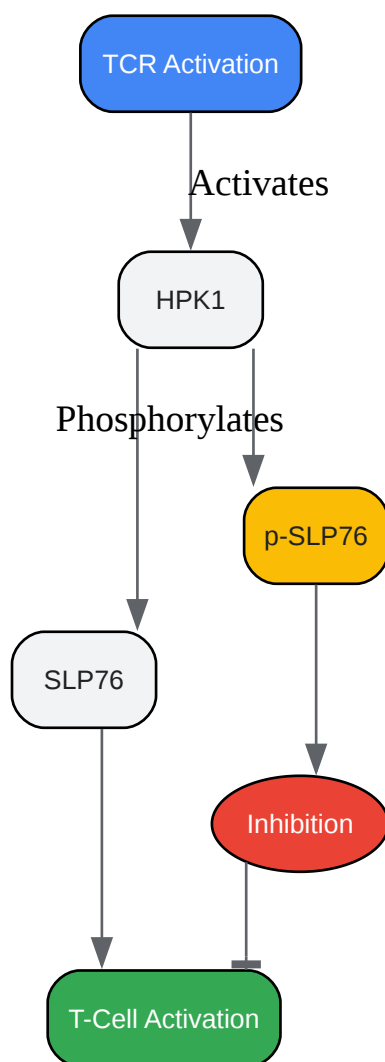 TCR Activation
Activates
HPK1
Phosphorylates
p-SLP76
SLP76
Inhibition
T-Cell Activation